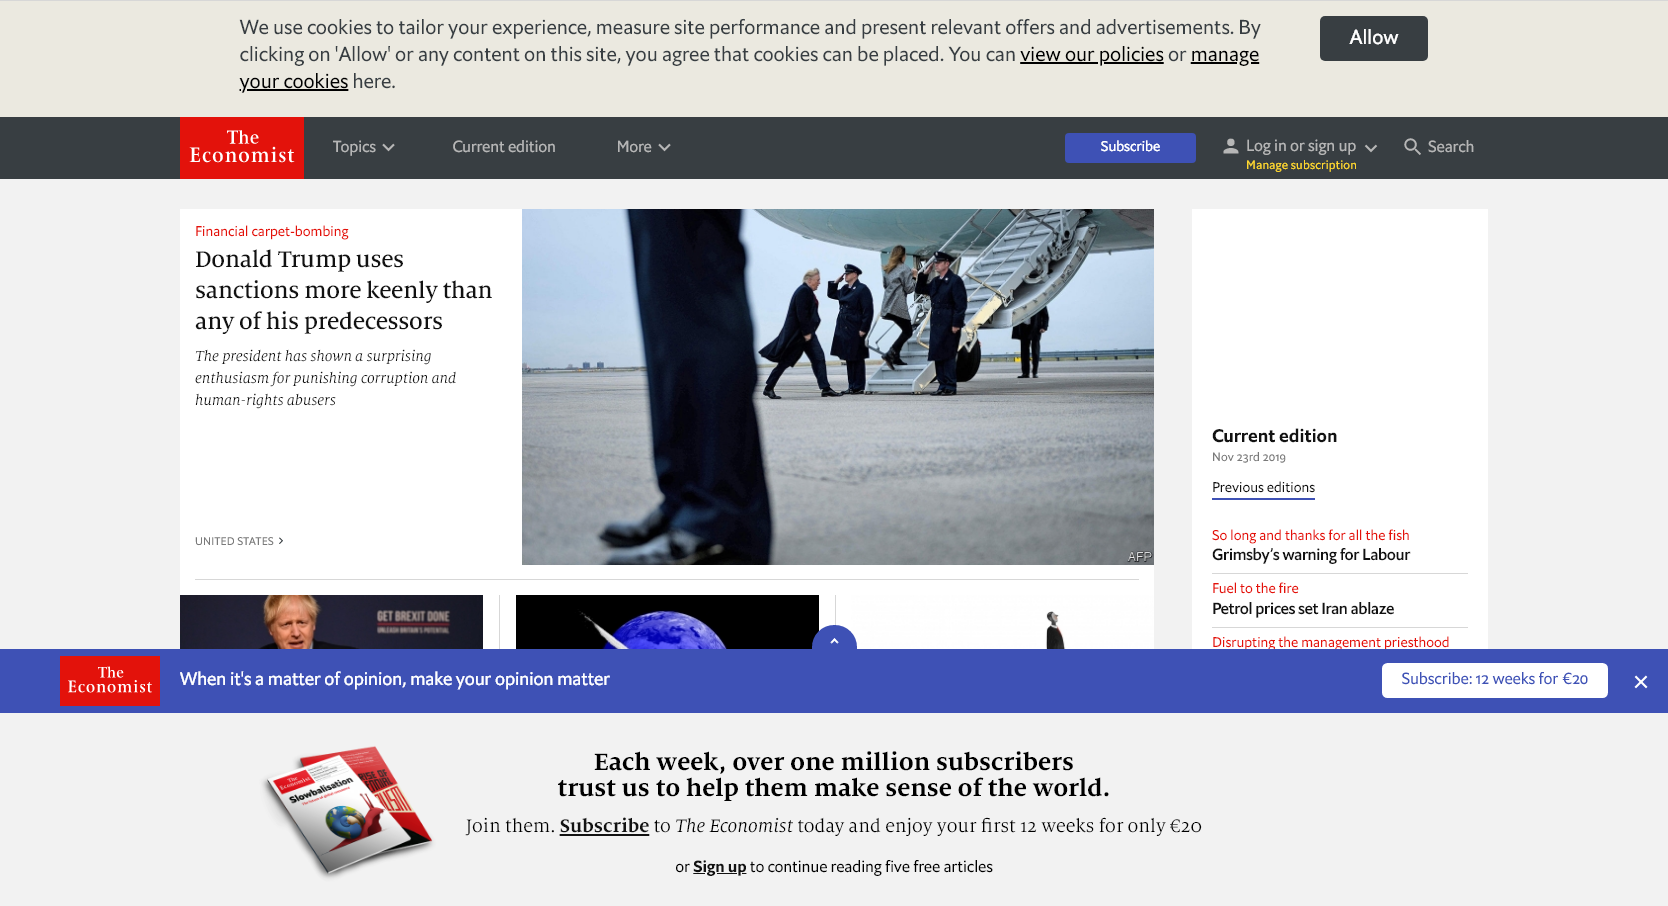 We use cookies to tailor your experience, measure site performance and present relevant offers and advertisements. By
clicking on 'Allow' or any content on this site, you agree that cookies can be placed. You can view our policies or manage
your cookies here.
Allow
The
Economist
Topics
Current edition
More
Subscribe
Log in or sign up
Manage subscription
Search
Financial carpet-bombing
Donald Trump uses
sanctions more keenly than
any of his predecessors
The president has shown a surprising
enthusiasm for punishing corruption and
human-rights abusers
UNITED STATES
AFP
Current edition
Nov 23rd 2019
Previous editions
So long and thanks for all the fish
Grimsby's warning for Labour
Fuel to the fire
Petrol prices set Iran ablaze
Disrupting the management priesthood
GET BREXIT DONE
UNLEASH BRITAIN'S POTENTIAL
The
Economist
When it's a matter of opinion, make your opinion matter
Subscribe: 12 weeks for €20
The
Economist
Slowbalisation
Each week, over one million subscribers
trust us to help them make sense of the world.
Join them. Subscribe to The Economist today and enjoy your first 12 weeks for only €20
or Sign up to continue reading five free articles